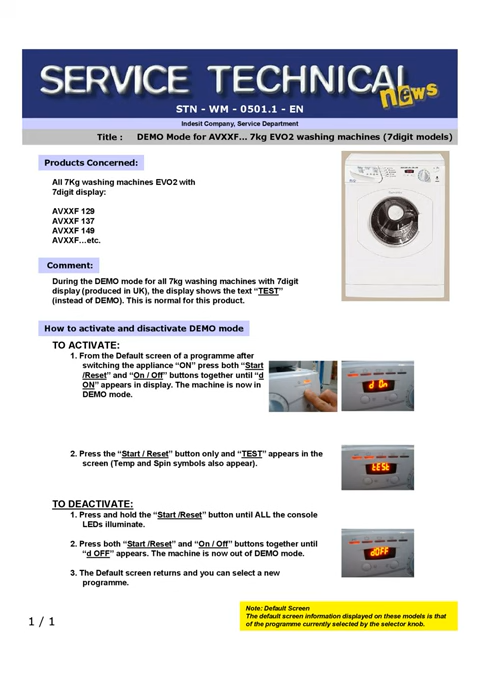 SERVICE TECHNICAL
news
STN - WM - 0501.1 - EN
Indesit Company, Service Department
Title : DEMO Mode for AVXXF... 7kg EVO2 washing machines (7digit models)
Products Concerned:
All 7Kg washing machines EVO2 with
7digit display:
AVXXF 129
AVXXF 137
AVXXF 149
AVXXF…etc.
Comment:
During the DEMO mode for all 7kg washing machines with 7digit
display (produced in UK), the display shows the text “TEST”
(instead of DEMO). This is normal for this product.
How to activate and disactivate DEMO mode
TO ACTIVATE:
1. From the Default screen of a programme after
switching the appliance “ON” press both “Start
/Reset” and “On / Off” buttons together until “d
ON” appears in display. The machine is now in
DEMO mode.
d On
2. Press the “Start / Reset” button only and “TEST” appears in the
screen (Temp and Spin symbols also appear).
tESt
TO DEACTIVATE:
1. Press and hold the “Start /Reset” button until ALL the console
LEDs illuminate.
2. Press both “Start /Reset” and “On / Off” buttons together until
“d OFF” appears. The machine is now out of DEMO mode.
dOFF
3. The Default screen returns and you can select a new
programme.
Note: Default Screen
The default screen information displayed on these models is that
of the programme currently selected by the selector knob.
1 / 1